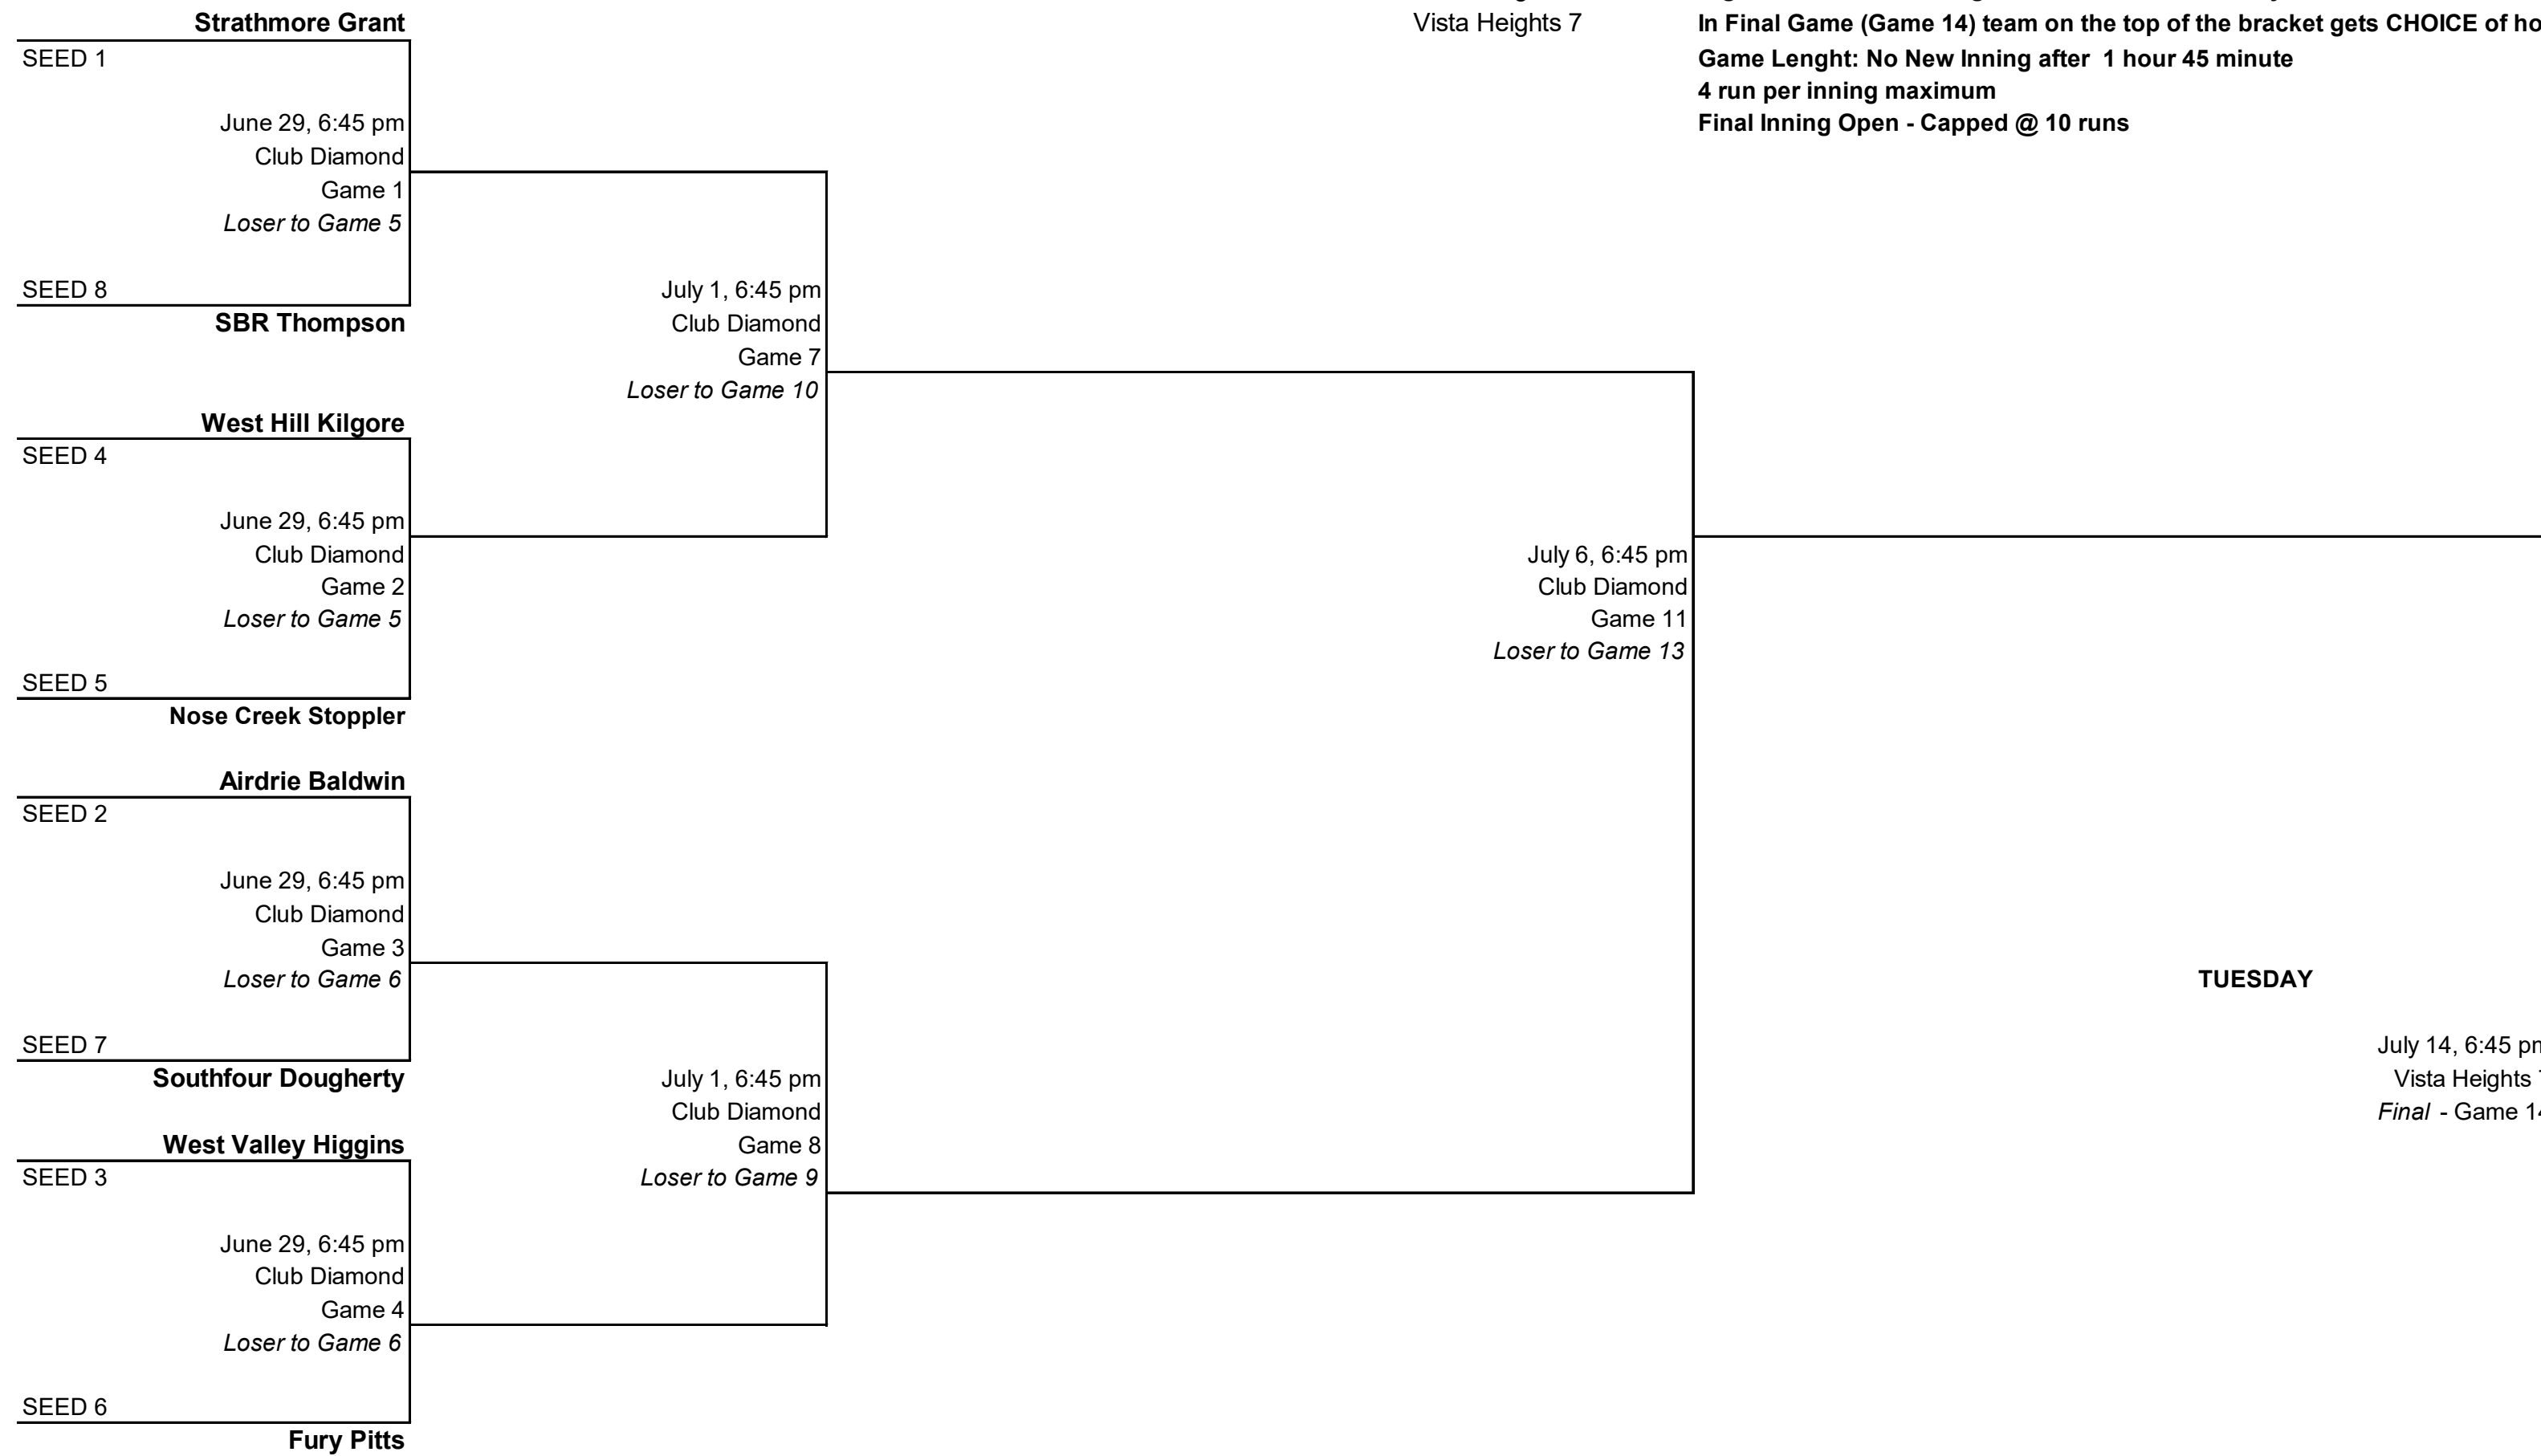 Strathmore Grant
Vista Heights 7
In Final Game (Game 14) team on the top of the bracket gets CHOICE of
SEED 1
Game Lenght: No New Inning after 1 hour 45 minute
4 run per inning maximum
June 29, 6:45 pm
Final Inning Open - Capped @ 10 runs
Club Diamond
Game 1
Loser to Game 5
SEED 8
SBR Thompson
July 1, 6:45 pm
Club Diamond
Game 7
Loser to Game 10
West Hill Kilgore
SEED 4
June 29, 6:45 pm
Club Diamond
Game 2
Loser to Game 5
SEED 5
Nose Creek Stoppler
July 6, 6:45 pm
Club Diamond
Game 11
Loser to Game 13
Airdrie Baldwin
SEED 2
June 29, 6:45 pm
Club Diamond
Game 3
Loser to Game 6
SEED 7
Southfour Dougherty
TUESDAY
July 14, 6:45 pm
Vista Heights
Final - Game 14
July 1, 6:45 pm
Club Diamond
Game 8
Loser to Game 9
West Valley Higgins
SEED 3
June 29, 6:45 pm
Club Diamond
Game 4
Loser to Game 6
SEED 6
Fury Pitts